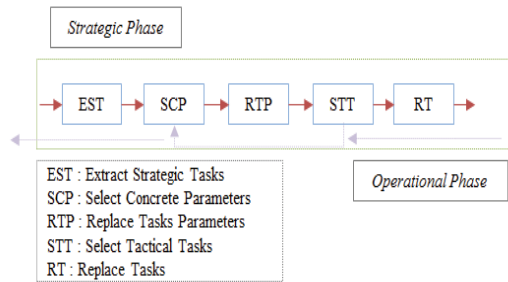 Strategic Phase
EST SCP RTP STT RT
EST : Extract Strategic Tasks
SCP : Select Concrete Parameters
RTP : Replace Tasks Parameters
STT : Select Tactical Tasks
RT : Replace Tasks
Operational Phase